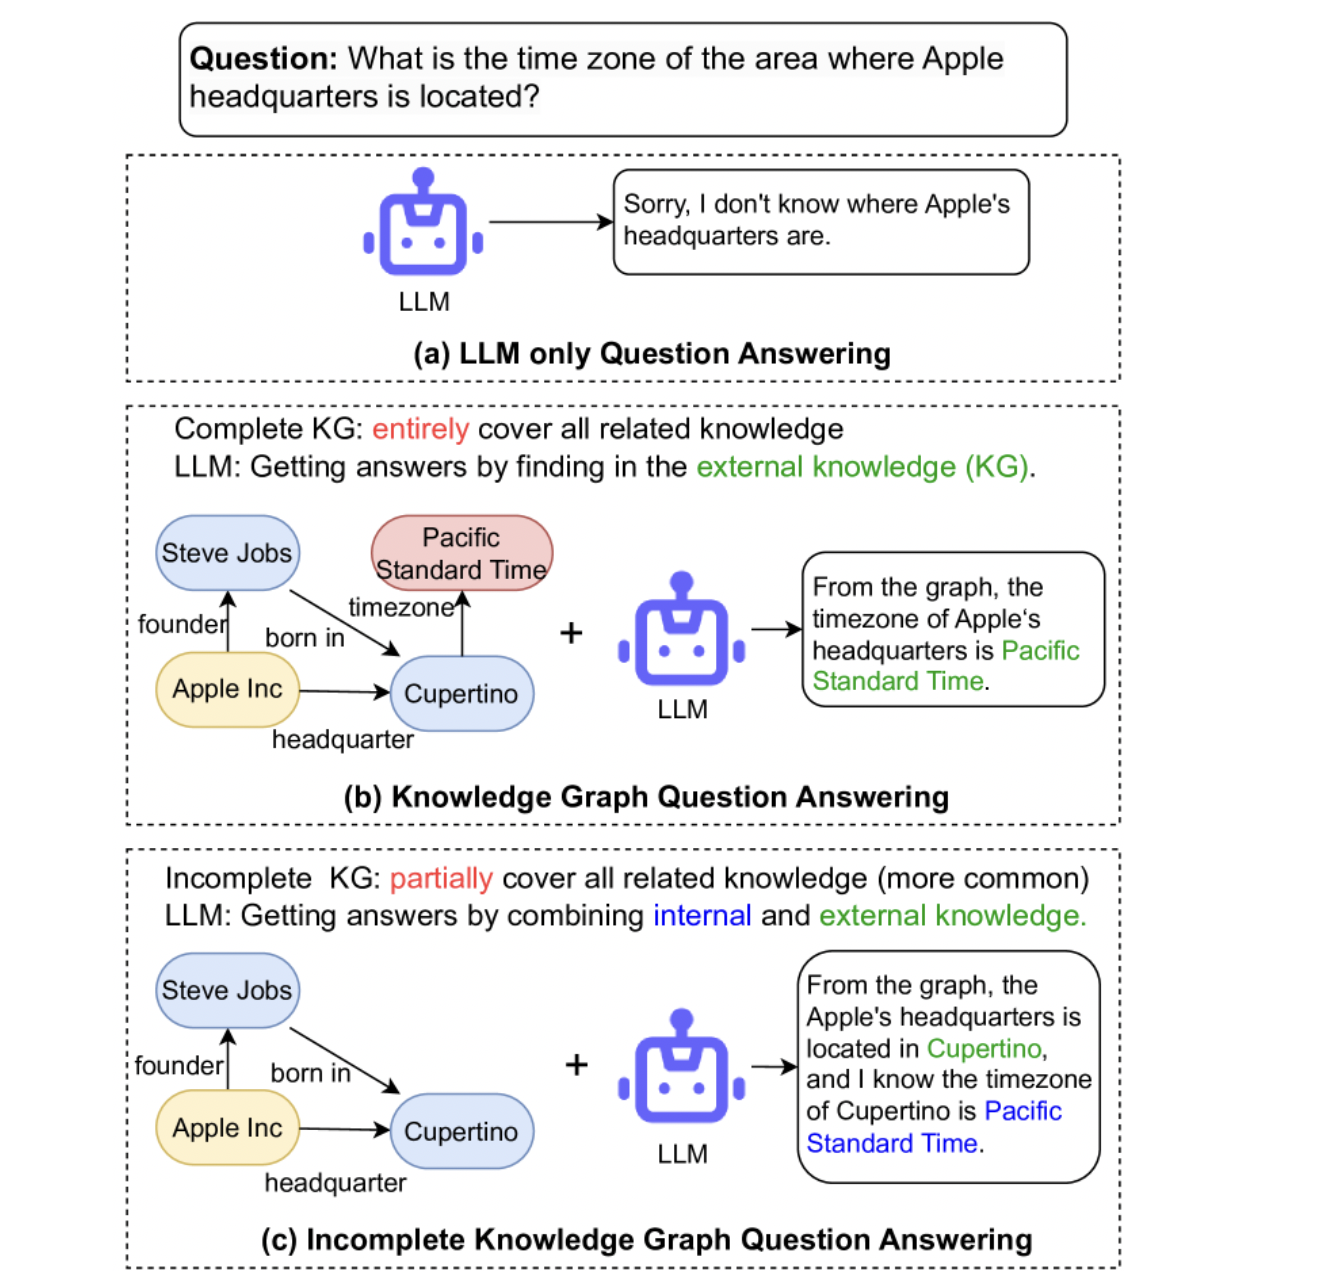 Question: What is the time zone of the area where Apple
headquarters is located?
Sorry, I don't know where Apple's
headquarters are.
LLM
(a) LLM only Question Answering
Complete KG: entirely cover all related knowledge
LLM: Getting answers by finding in the external knowledge (KG).
Steve Jobs
Pacific
Standard Time
founder
born in
timezone
Apple Inc
Cupertino
headquarter
+
LLM
From the graph, the
timezone of Apple‘s
headquarters is Pacific
Standard Time.
(b) Knowledge Graph Question Answering
Incomplete  KG: partially cover all related knowledge (more common)
LLM: Getting answers by combining internal and external knowledge.
Steve Jobs
founder
born in
Apple Inc
Cupertino
headquarter
+
LLM
From the graph, the
Apple's headquarters is
located in Cupertino,
and I know the timezone
of Cupertino is Pacific
Standard Time.
(c) Incomplete Knowledge Graph Question Answering